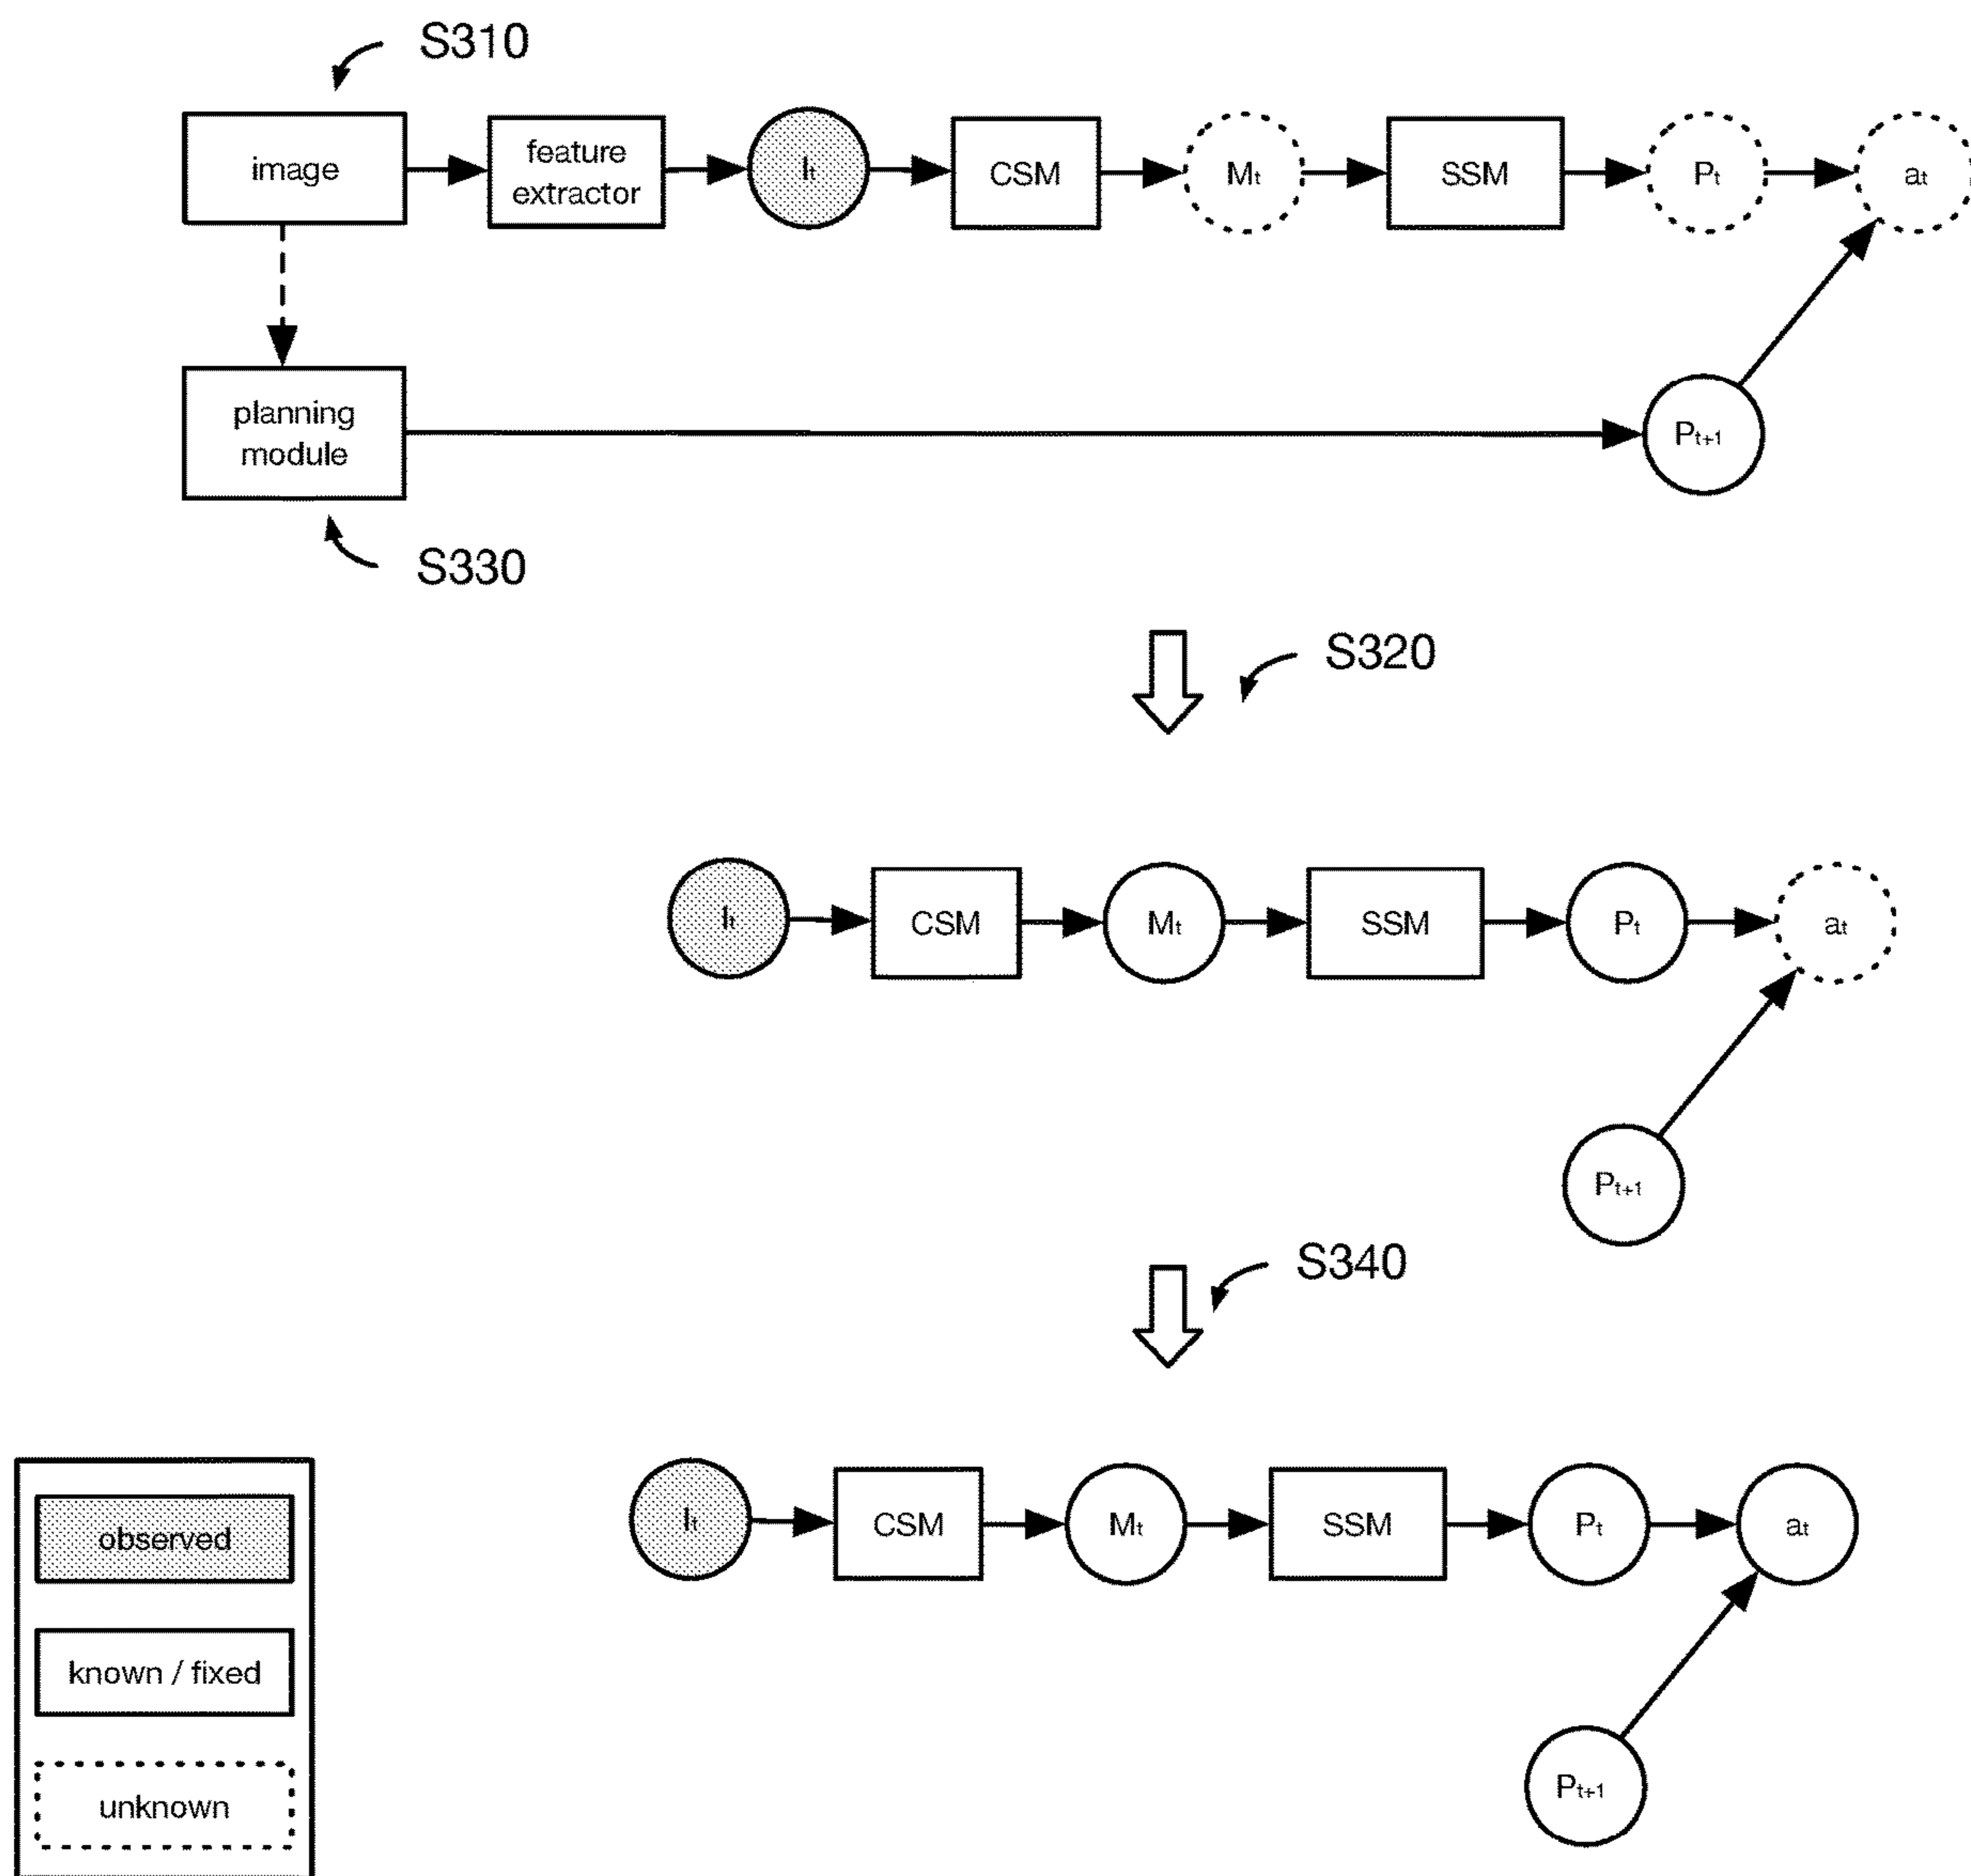 S310
image
feature
extractor
It
CSM
Mt
SSM
Pt
at
planning
module
Pt+1
S330
S320
It
CSM
Mt
SSM
Pt
at
Pt+1
S340
It
CSM
Mt
SSM
Pt
at
Pt+1
observed
known / fixed
unknown